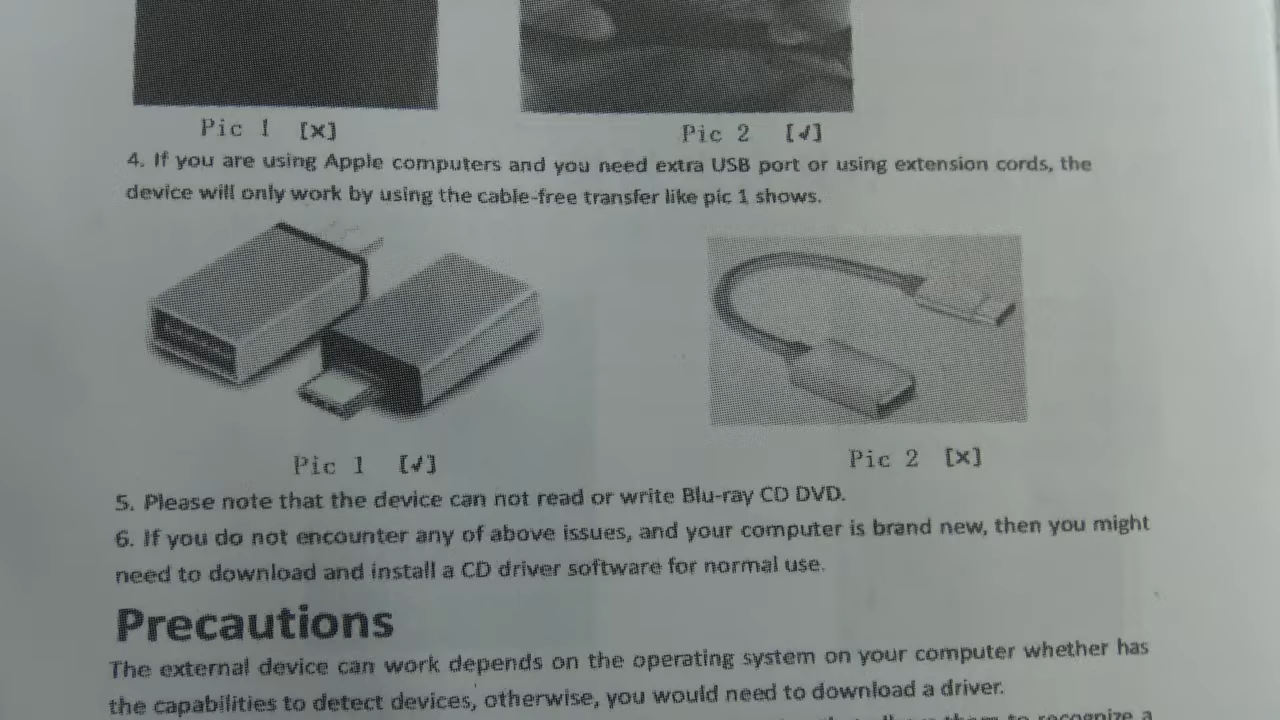 Pic 1 [×]
Pic 2 [√]
4. If you are using Apple computers and you need extra USB port or using extension cords, the
device will only work by using the cable-free transfer like pic 1 shows.
Pic 1 [√]
Pic 2 [×]
5. Please note that the device can not read or write Blu-ray CD DVD.
6. If you do not encounter any of above issues, and your computer is brand new, then you might
need to download and install a CD driver software for normal use.
Precautions
The external device can work depends on the operating system on your computer whether has
the capabilities to detect devices, otherwise, you would need to download a driver.
to recognize a